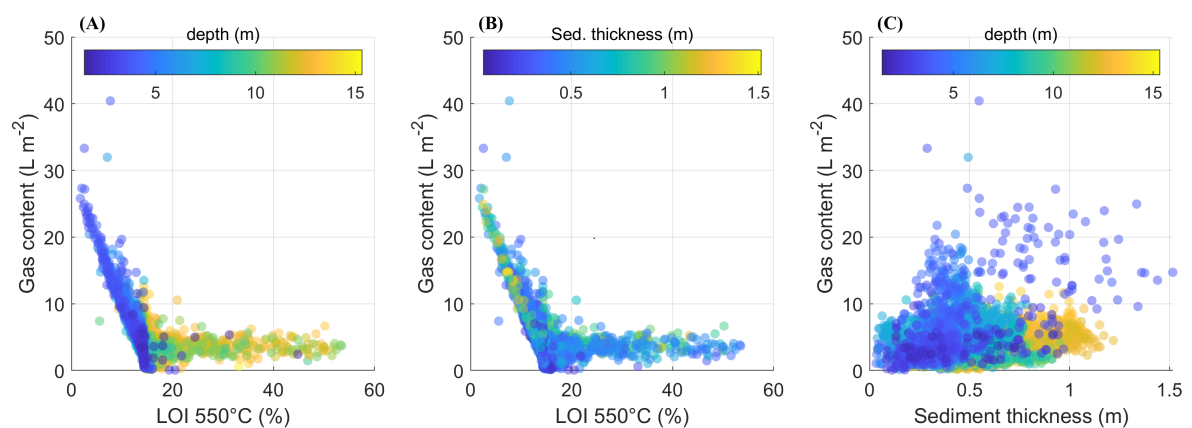 (A)
depth (m)
5 10 15
50
40
30
20
10
0
0 20 40 60
Gas content (L m-2)
LOI 550°C (%)
(B)
Sed. thickness (m)
0.5 1 1.5
50
40
30
20
10
0
0 20 40 60
Gas content (L m-2)
LOI 550°C (%)
(C)
depth (m)
5 10 15
50
40
30
20
10
0
0 0.5 1 1.5
Gas content (L m-2)
Sediment thickness (m)